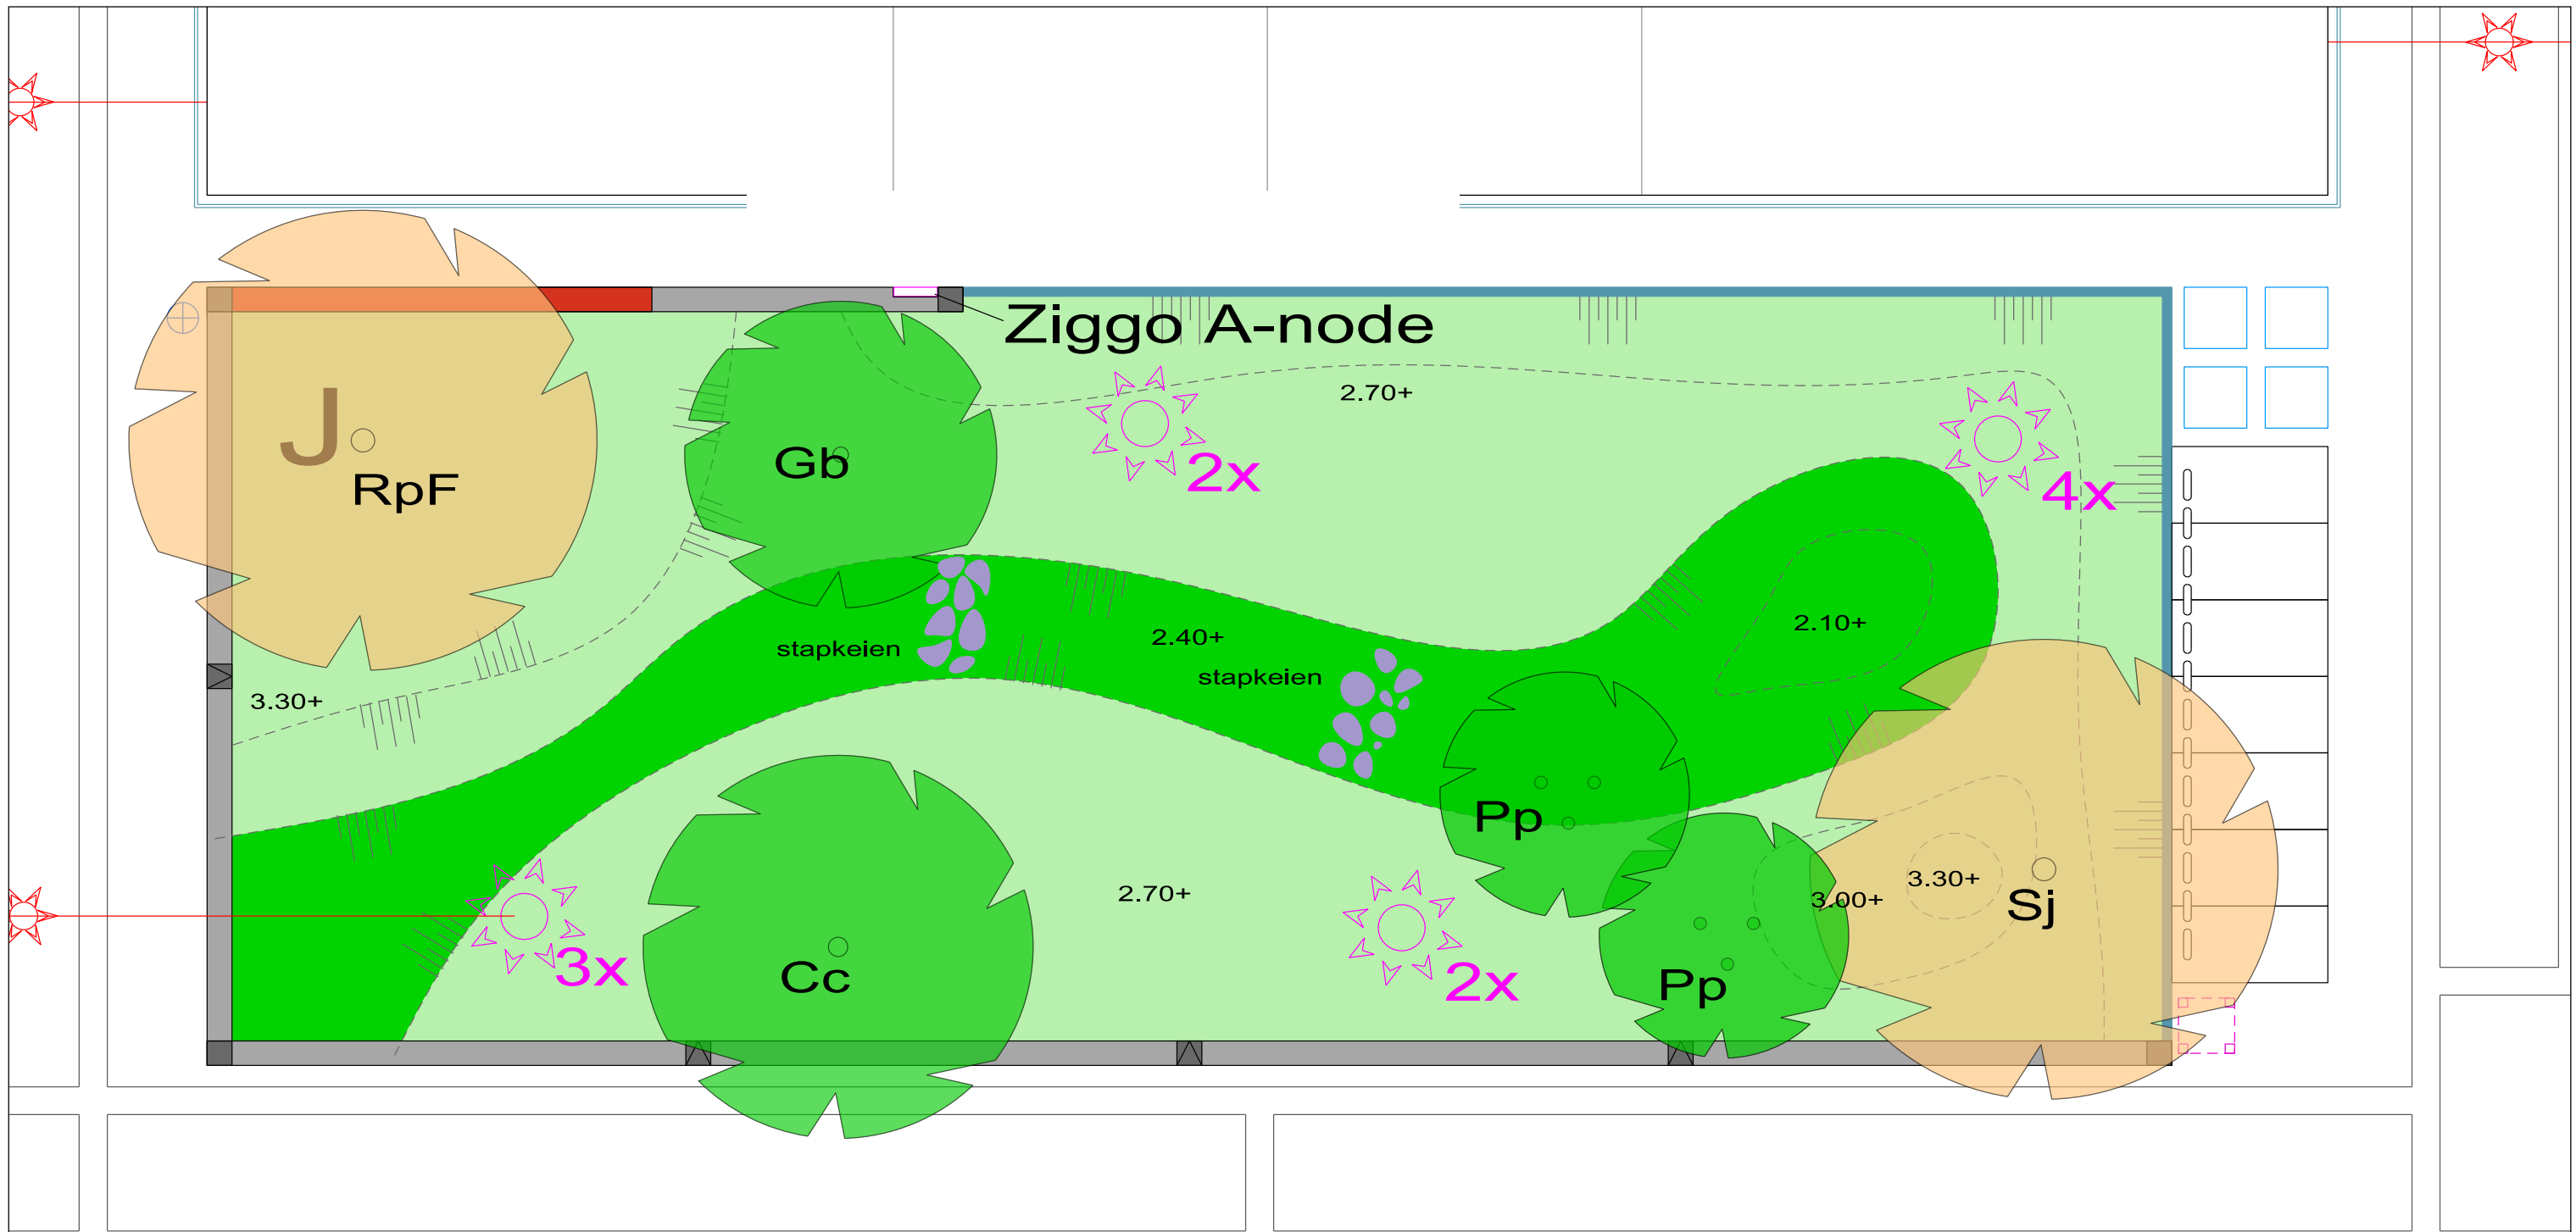 Ziggo A-node
2.70+
J
RpF
Gb
2x
4x
2.10+
2.40+
stapkeien
stapkeien
3.30+
Pp
2.70+
3.30+
3.00+
Sj
3x
Cc
2x
Pp